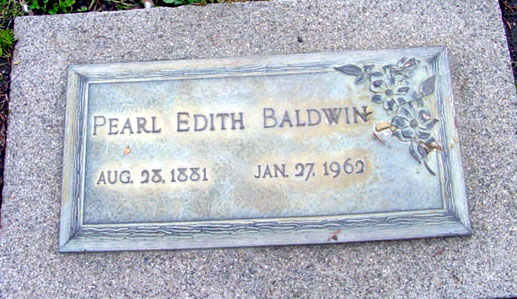 PEARL EDITH BALDWIN
AUG. 28. 1881 JAN. 27. 1962